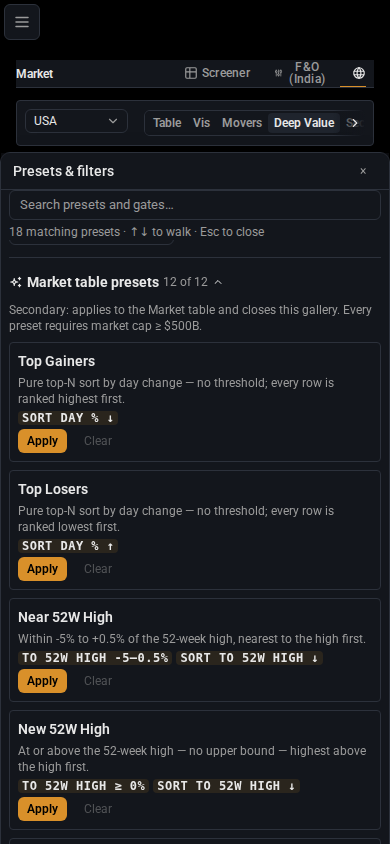 Market
Screener
F&O
(India)
USA
Table Vis Movers Deep Value
Presets & filters
×
Search presets and gates…
18 matching presets · ↑↓ to walk · Esc to close
Market table presets 12 of 12
Secondary: applies to the Market table and closes this gallery. Every
preset requires market cap ≥ $500B.
Top Gainers
Pure top-N sort by day change — no threshold; every row is
ranked highest first.
SORT DAY % ↓
Apply Clear
Top Losers
Pure top-N sort by day change — no threshold; every row is
ranked lowest first.
SORT DAY % ↑
Apply Clear
Near 52W High
Within -5% to +0.5% of the 52-week high, nearest to the high first.
TO 52W HIGH -5–0.5% SORT TO 52W HIGH ↓
Apply Clear
New 52W High
At or above the 52-week high — no upper bound — highest above
the high first.
TO 52W HIGH ≥ 0% SORT TO 52W HIGH ↓
Apply Clear